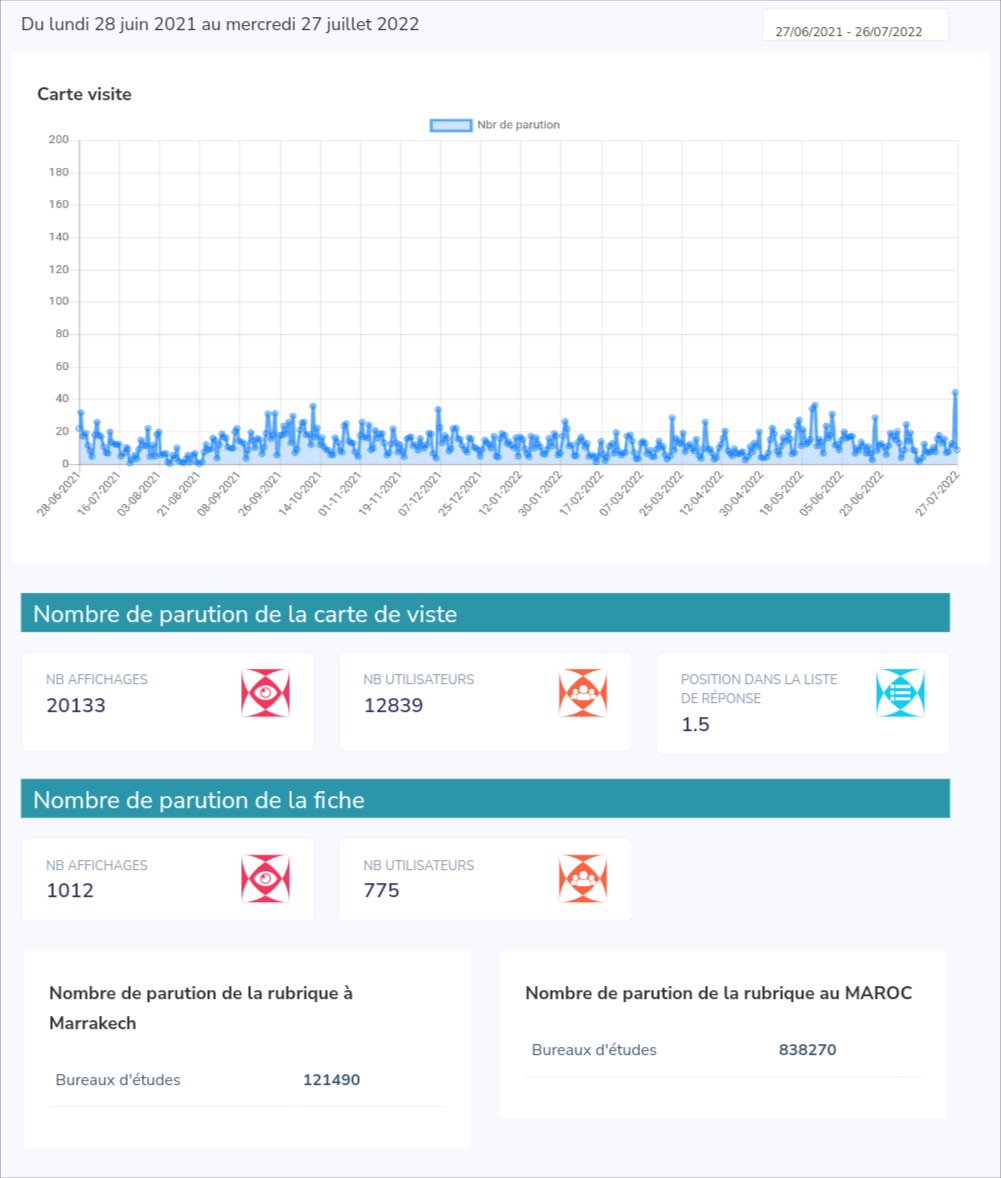 Du lundi 28 juin 2021 au mercredi 27 juillet 2022
27/06/2021 - 26/07/2022
Carte visite
Nbr de parution
200
180
160
140
120
100
80
60
40
20
0
28-06-2021
16-07-2021
03-08-2021
21-08-2021
08-09-2021
26-09-2021
14-10-2021
01-11-2021
19-11-2021
07-12-2021
25-12-2021
12-01-2022
30-01-2022
17-02-2022
07-03-2022
25-03-2022
12-04-2022
30-04-2022
18-05-2022
05-06-2022
23-06-2022
27-07-2022
Nombre de parution de la carte de viste
NB AFFICHAGES
20133
NB UTILISATEURS
12839
POSITION DANS LA LISTE
DE RÉPONSE
1.5
Nombre de parution de la fiche
NB AFFICHAGES
1012
NB UTILISATEURS
775
Nombre de parution de la rubrique à
Marrakech
Bureaux d'études 121490
Nombre de parution de la rubrique au MAROC
Bureaux d'études 838270